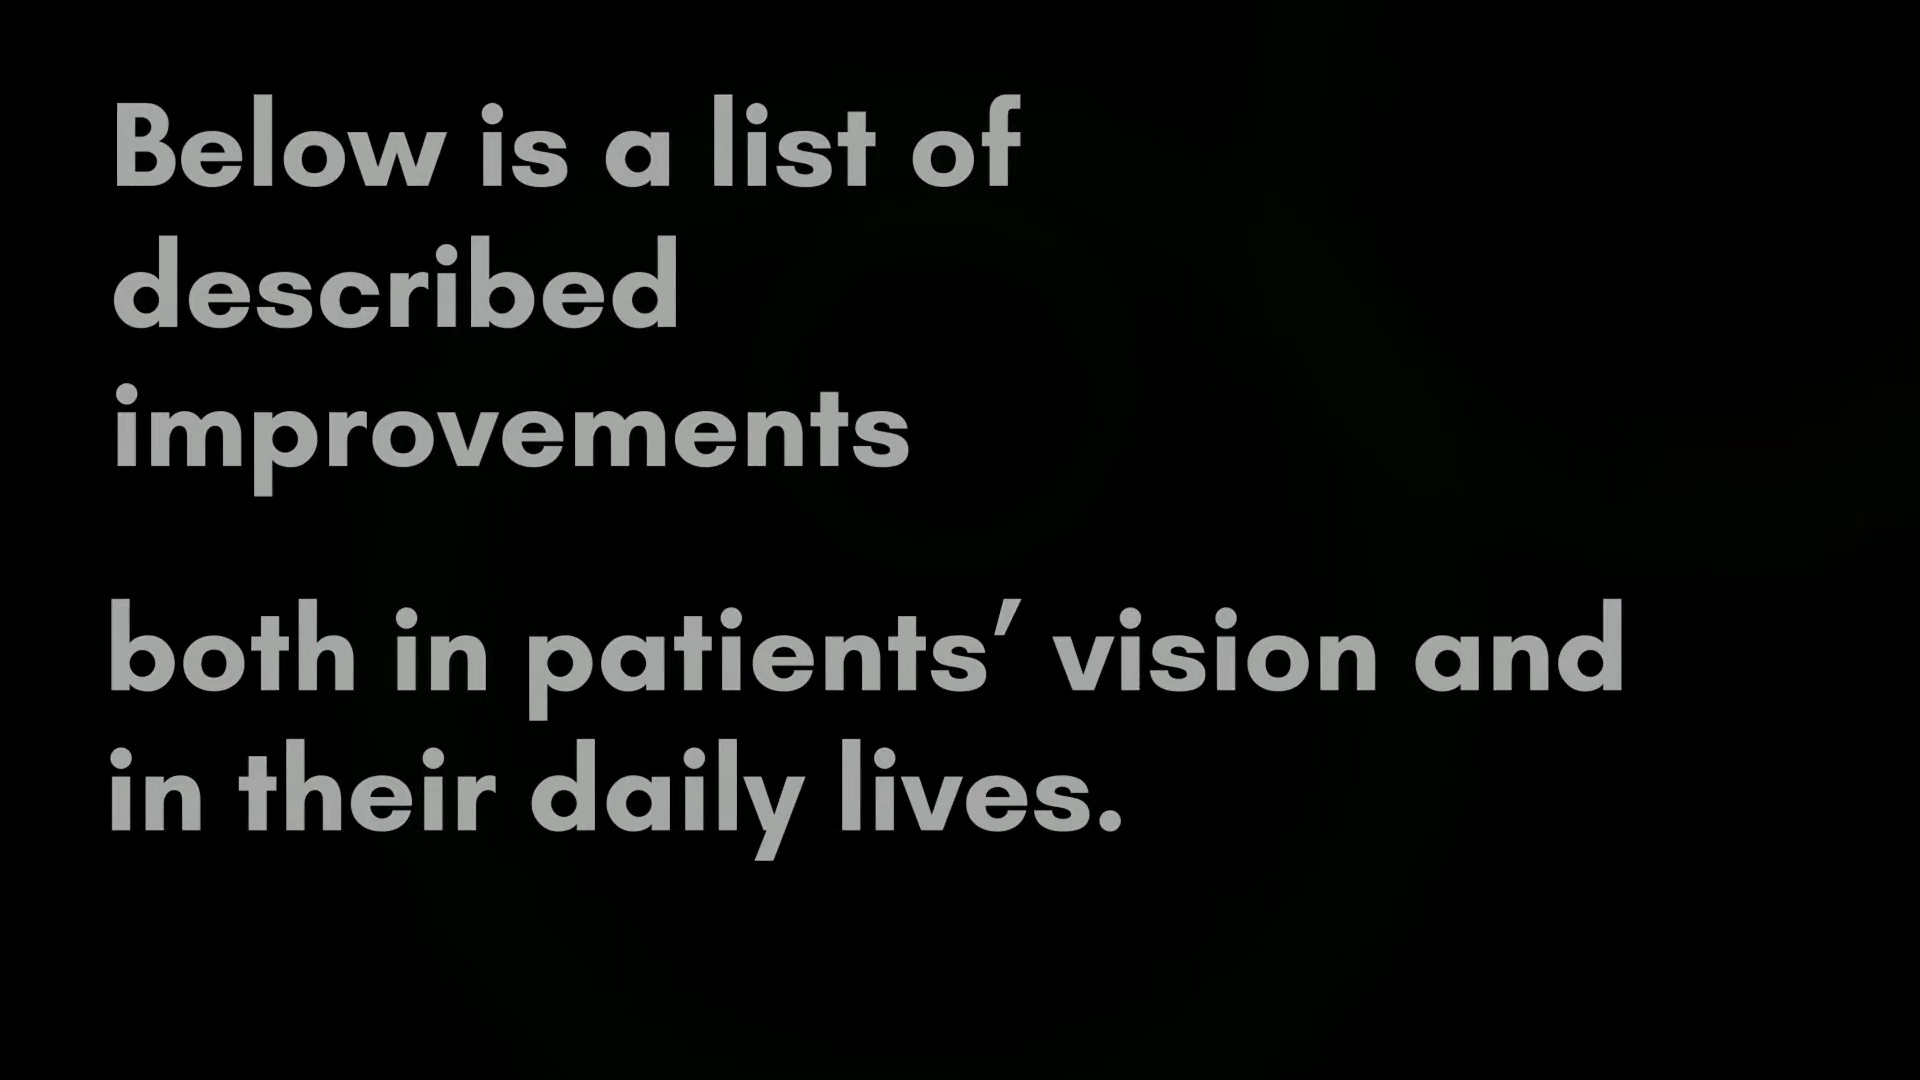 Below is a list of
described
improvements
both in patients’ vision and
in their daily lives.